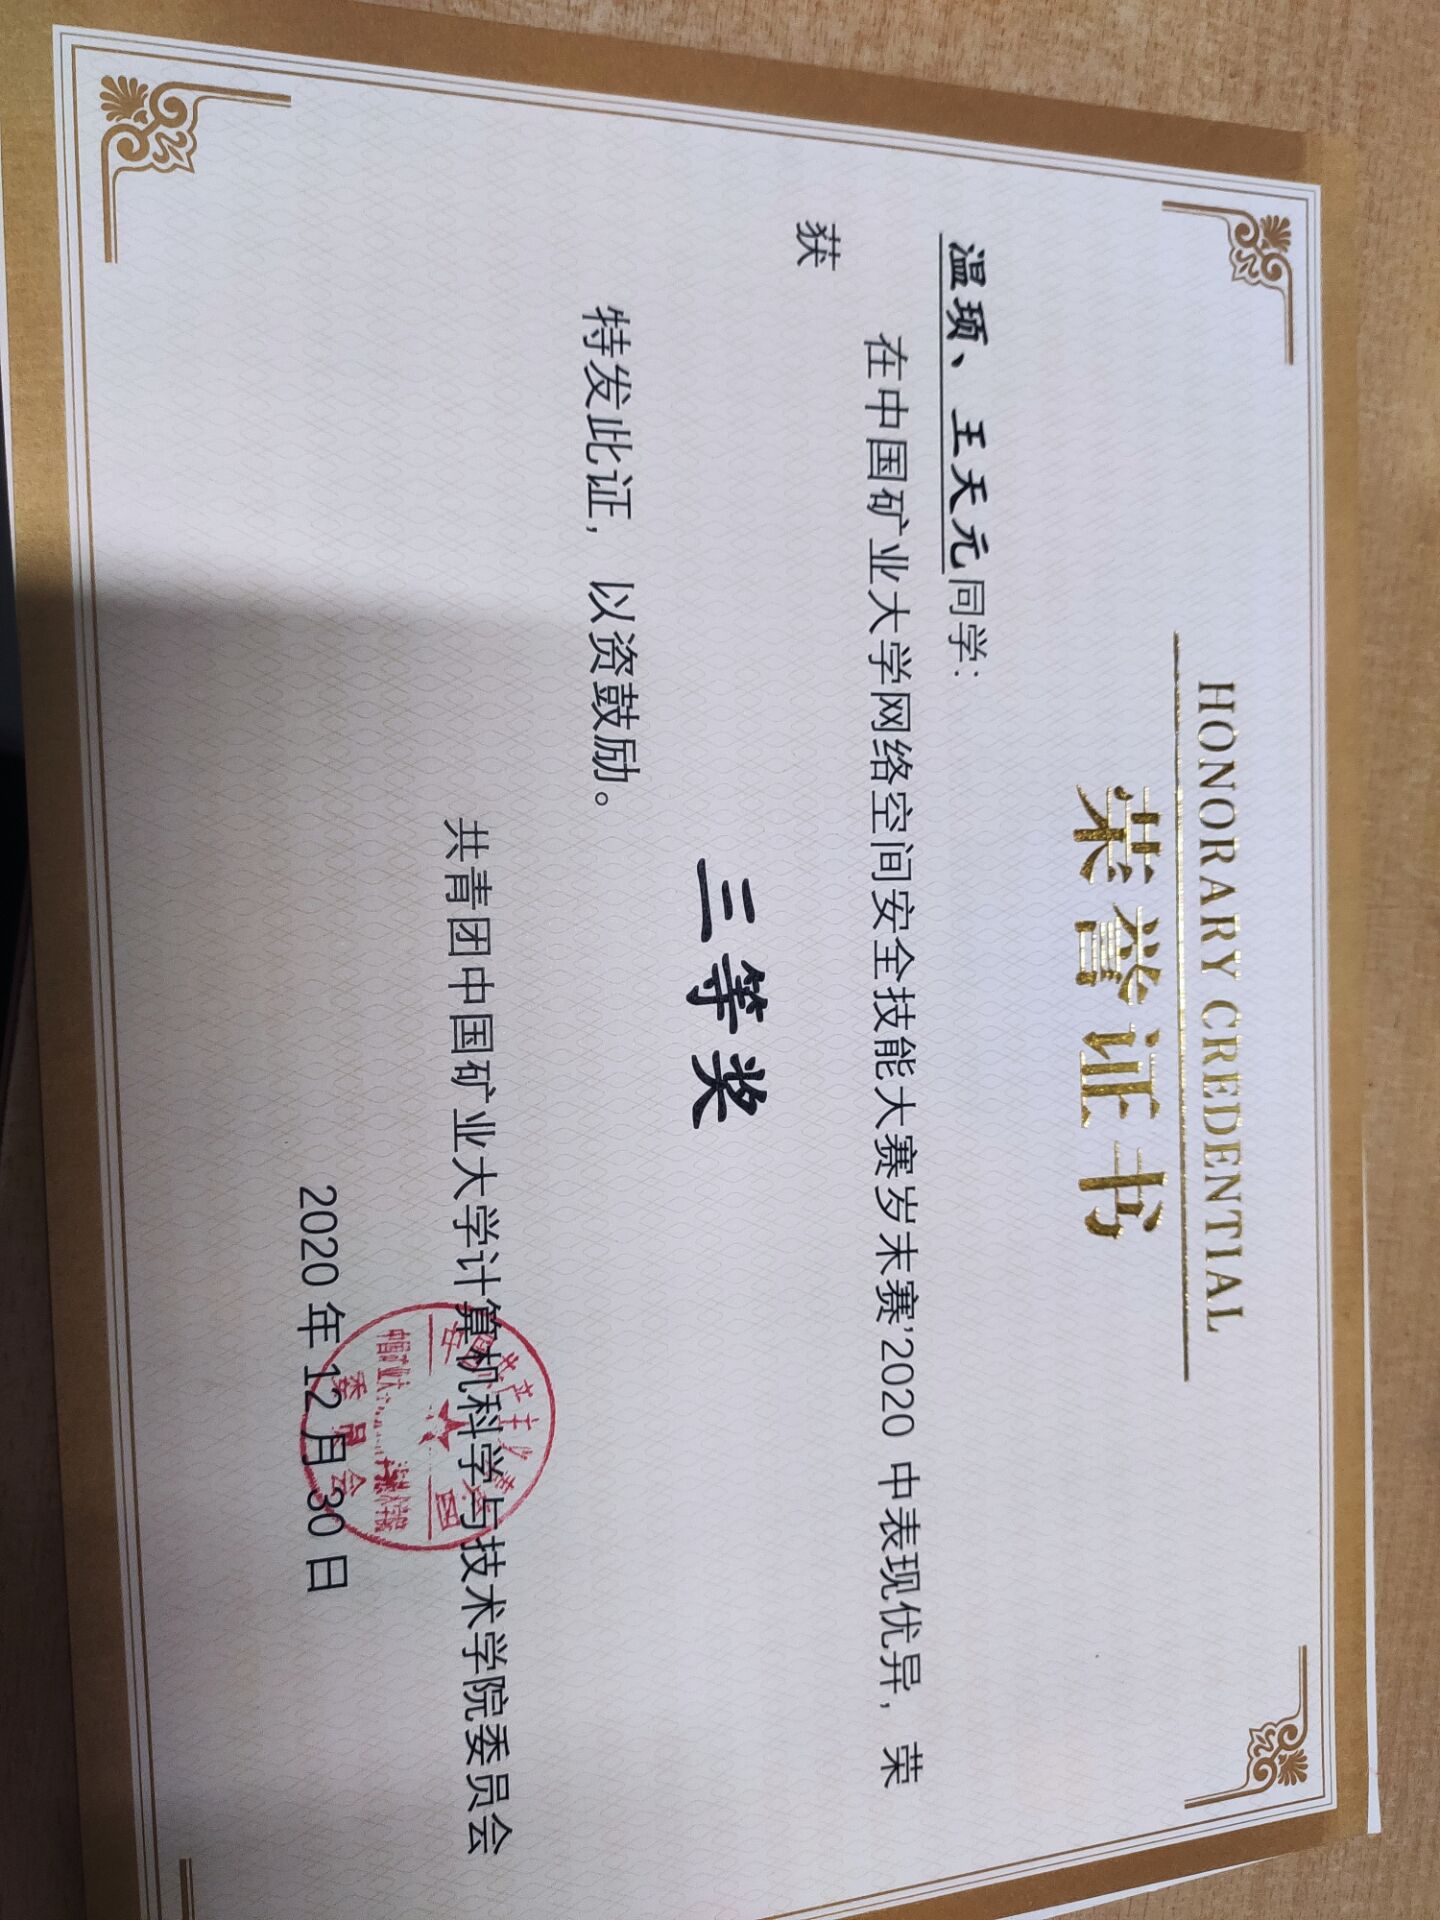 HONORARY CREDENTIAL
荣誉证书
温顼、王天元同学：
在中国矿业大学网络空间安全技能大赛岁末赛'2020 中表现优异，荣
获
三等奖
特发此证，以资鼓励。
共青团中国矿业大学计算机科学与技术学院委员会
2020 年 12 月 30 日
委员会